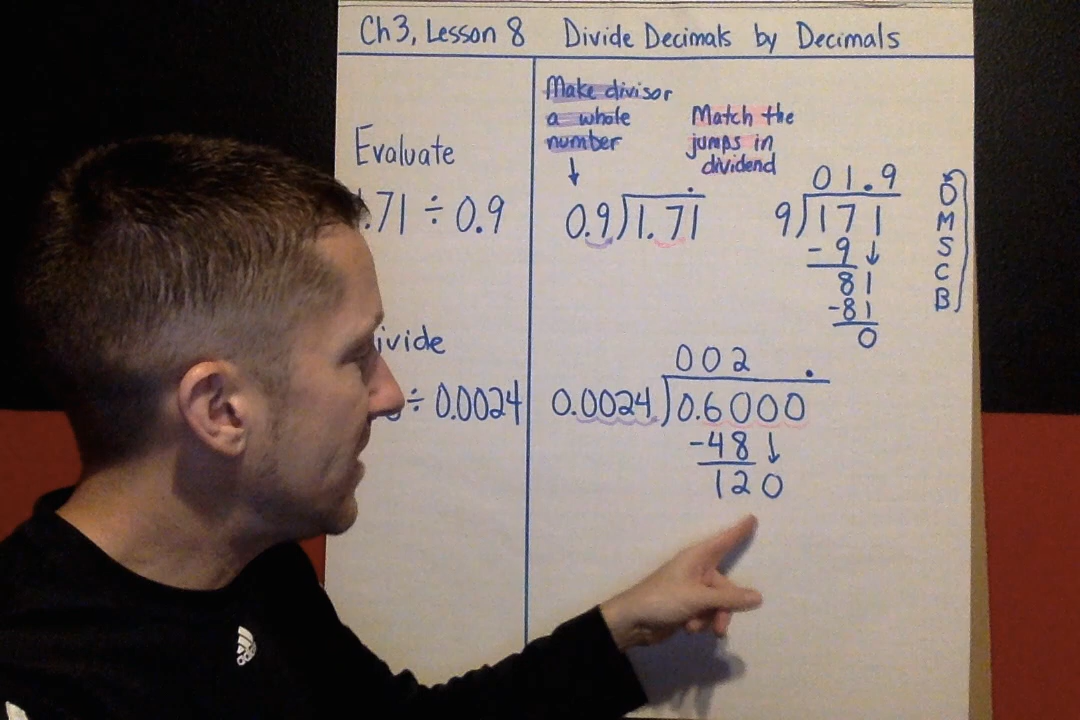 Ch3, Lesson 8 Divide Decimals by Decimals
Evaluate
.71 ÷ 0.9
ivide
÷ 0.0024
Make divisor
a whole
number
↓
Match the
jumps in
dividend
.
0.9)1.71
01.9
9)171
-9↓
81
-81
0
D
M
S
C
B
002 .
0.0024)0.6000
-48↓
120